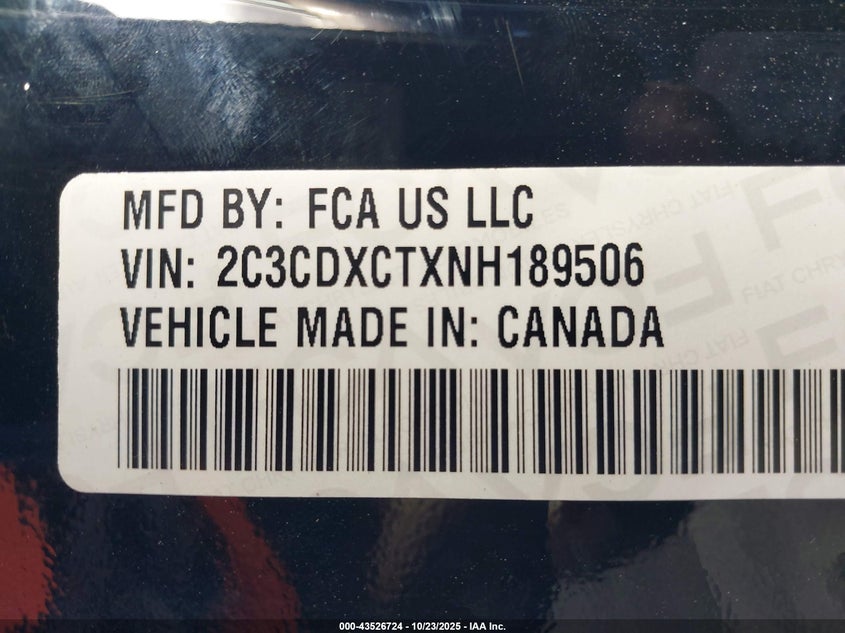 MFD BY: FCA US LLC
VIN: 2C3CDXCTXNH189506
VEHICLE MADE IN: CANADA
000-43526724 - 10/23/2025 - IAA Inc.